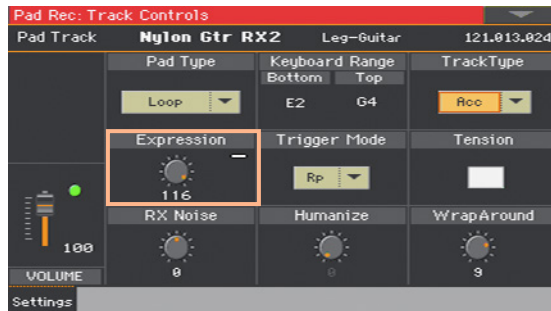 Pad Rec: Track Controls
Pad Track Nylon Gtr RX2 Leg-Guitar 121.013.024
Pad Type Keyboard Range TrackType
Bottom Top
Loop E2 G4 Acc
Expression Trigger Mode Tension
116 Rp
RX Noise Humanize WrapAround
100
0 0 9
VOLUME
Settings